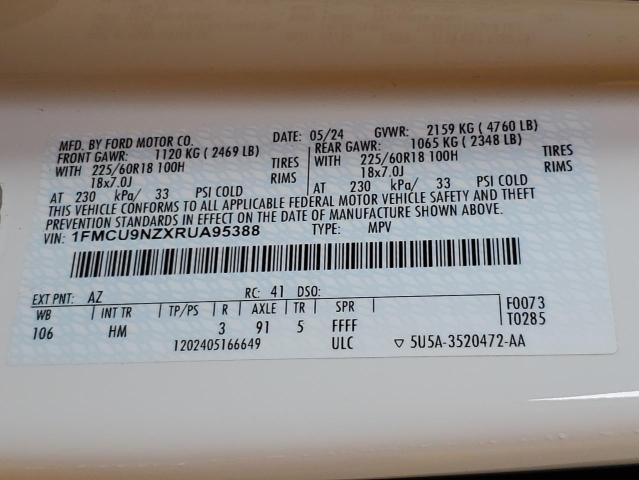 MFD. BY FORD MOTOR CO. DATE: 05/24 GVWR: 2159 KG ( 4760 LB)
FRONT GAWR: 1120 KG ( 2469 LB) REAR GAWR: 1065 KG ( 2348 LB)
WITH 225/60R18 100H TIRES WITH 225/60R18 100H TIRES
18x7.0J RIMS 18x7.0J RIMS
AT 230 kPa/ 33 PSI COLD AT 230 kPa/ 33 PSI COLD
THIS VEHICLE CONFORMS TO ALL APPLICABLE FEDERAL MOTOR VEHICLE SAFETY AND THEFT
PREVENTION STANDARDS IN EFFECT ON THE DATE OF MANUFACTURE SHOWN ABOVE.
VIN: 1FMCU9NZXRUA95388 TYPE: MPV
EXT PNT: AZ RC: 41 DSO:
WB INT TR TP/PS R AXLE TR SPR F0073
106 HM 3 91 5 FFFF T0285
1202405166649 ULC ▽ 5U5A-3520472-AA